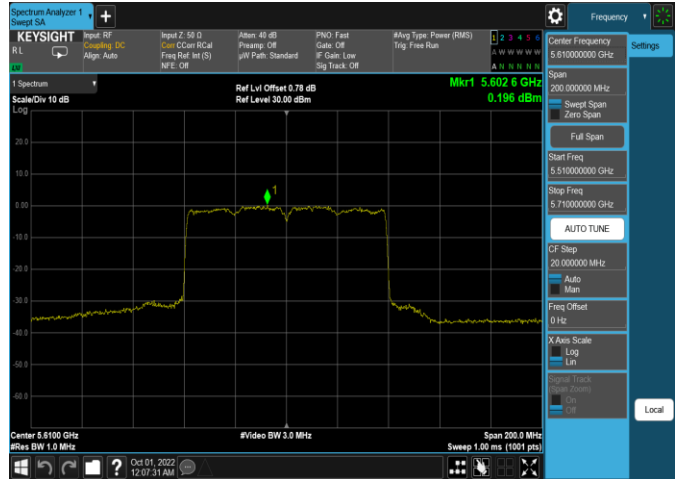 Spectrum Analyzer 1
Swept SA
Frequency
KEYSIGHT
RL
LV
Input: RF
Coupling: DC
Align: Auto
Input Z: 50 Ω
Corr CCorr RCal
Freq Ref: Int (S)
NFE: Off
Atten: 40 dB
Preamp: Off
µW Path: Standard
PNO: Fast
Gate: Off
IF Gain: Low
Sig Track: Off
#Avg Type: Power (RMS)
Trig: Free Run
1 2 3 4 5 6
A W W W W W
A N N N N N
1 Spectrum
Scale/Div 10 dB
Log
Ref Lvl Offset 0.78 dB
Ref Level 30.00 dBm
Mkr1 5.602 6 GHz
0.196 dBm
20.0
10.0
0.00
-10.0
-20.0
-30.0
-40.0
-50.0
-60.0
1
Center 5.6100 GHz
#Res BW 1.0 MHz
#Video BW 3.0 MHz
Span 200.0 MHz
Sweep 1.00 ms (1001 pts)
Oct 01, 2022
12:07:31 AM
?
Center Frequency
5.610000000 GHz
Span
200.000000 MHz
Swept Span
Zero Span
Full Span
Start Freq
5.510000000 GHz
Stop Freq
5.710000000 GHz
AUTO TUNE
CF Step
20.000000 MHz
Auto
Man
Freq Offset
0 Hz
X Axis Scale
Log
Lin
Signal Track
(Span Zoom)
On
Off
Settings
Local